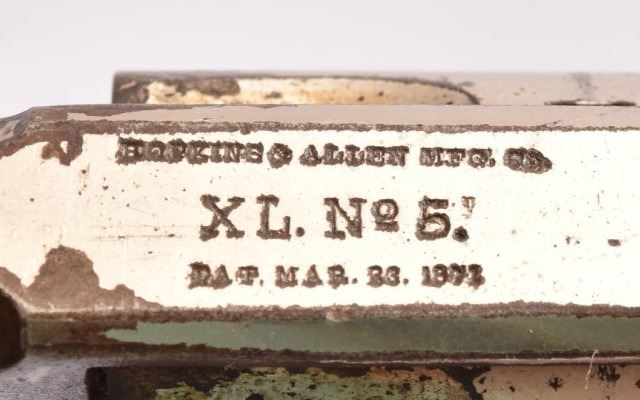 HOPKINS & ALLEN MFG. CO.
XL. Nº 5.
PAT. MAR. 28. 1871